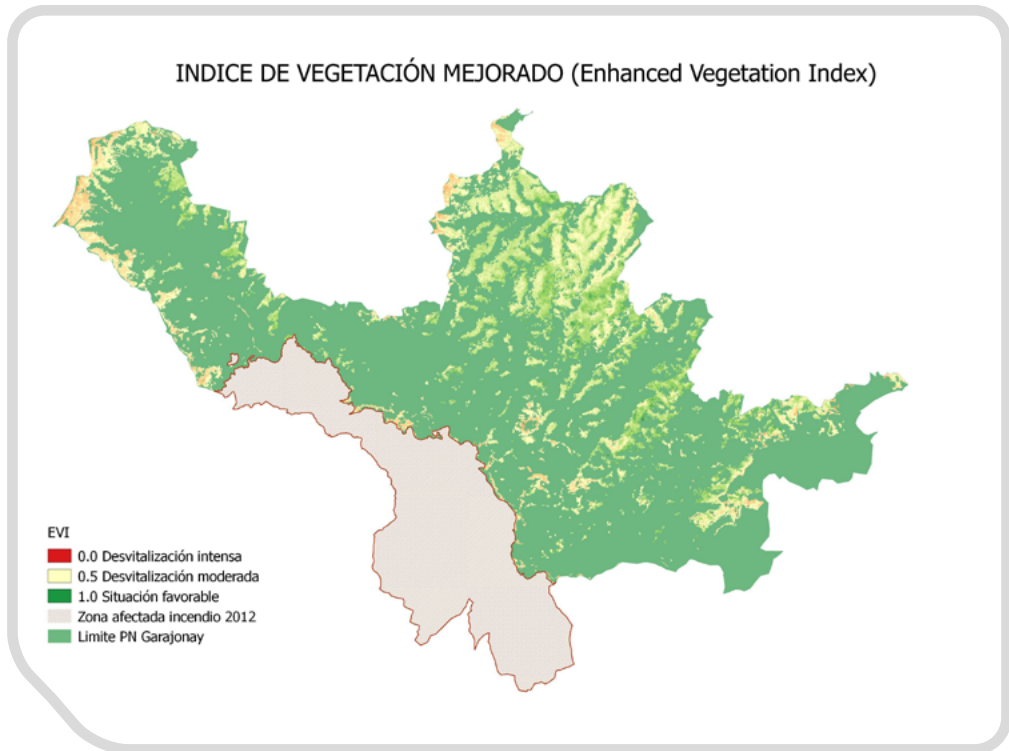 INDICE DE VEGETACIÓN MEJORADO (Enhanced Vegetation Index)
EVI
0.0 Desvitalización intensa
0.5 Desvitalización moderada
1.0 Situación favorable
Zona afectada incendio 2012
Limite PN Garajonay